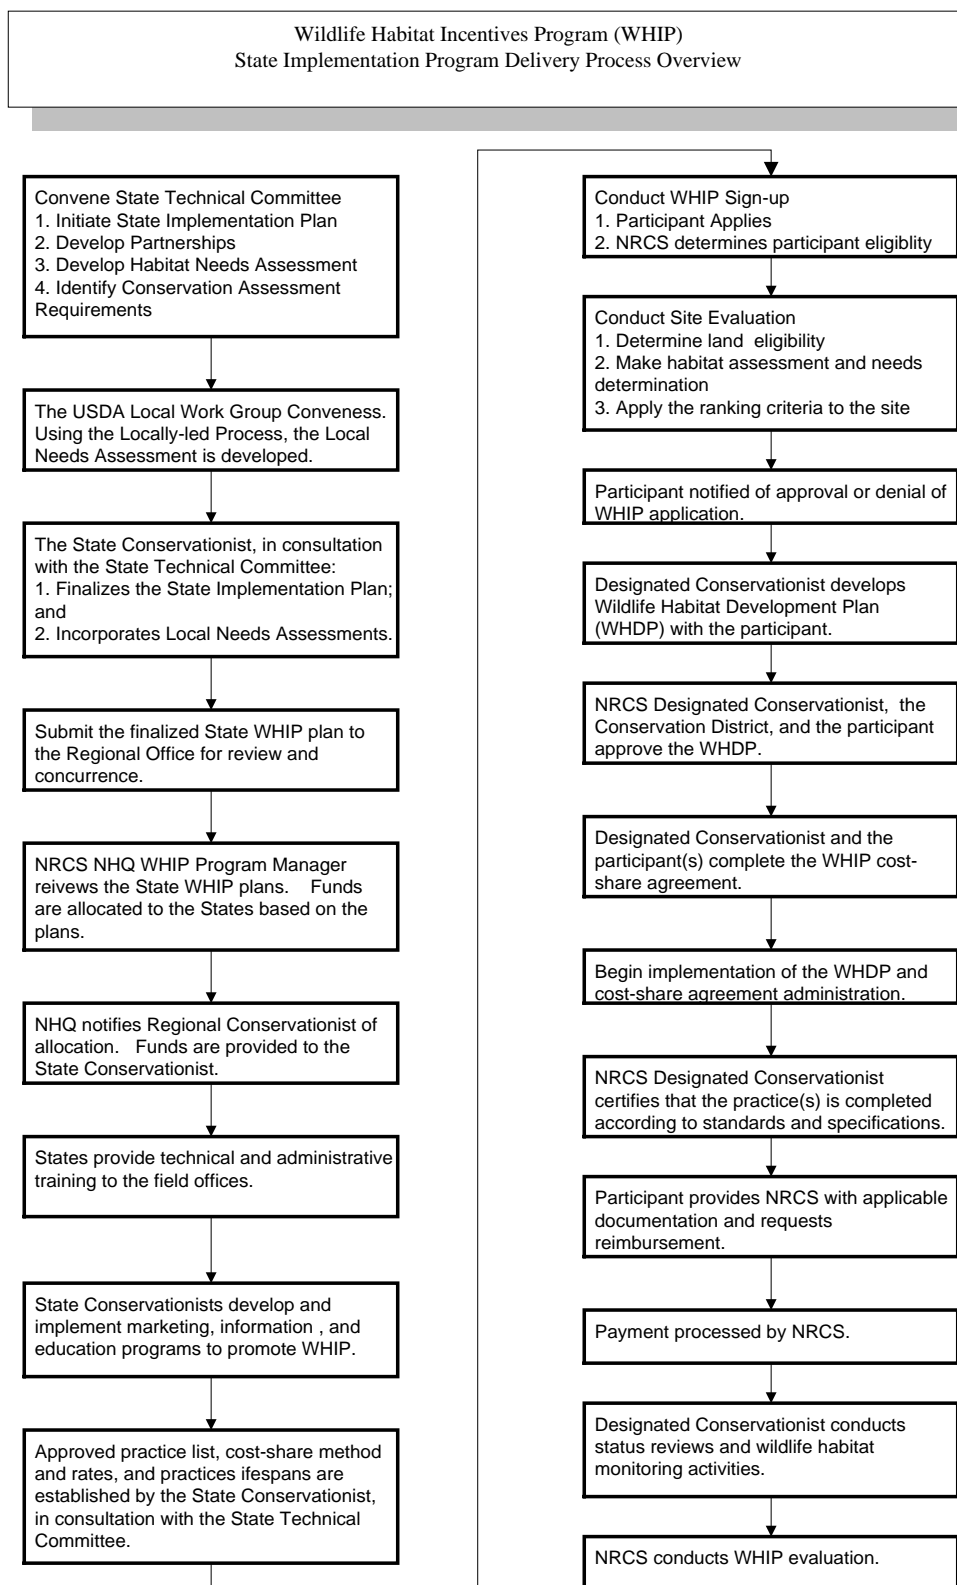 Wildlife Habitat Incentives Program (WHIP)
State Implementation Program Delivery Process Overview
Convene State Technical Committee
1. Initiate State Implementation Plan
2. Develop Partnerships
3. Develop Habitat Needs Assessment
4. Identify Conservation Assessment
Requirements
The USDA Local Work Group Conveness.
Using the Locally-led Process, the Local
Needs Assessment is developed.
The State Conservationist, in consultation
with the State Technical Committee:
1. Finalizes the State Implementation Plan;
and
2. Incorporates Local Needs Assessments.
Submit the finalized State WHIP plan to
the Regional Office for review and
concurrence.
NRCS NHQ WHIP Program Manager
reivews the State WHIP plans. Funds
are allocated to the States based on the
plans.
NHQ notifies Regional Conservationist of
allocation. Funds are provided to the
State Conservationist.
States provide technical and administrative
training to the field offices.
State Conservationists develop and
implement marketing, information , and
education programs to promote WHIP.
Approved practice list, cost-share method
and rates, and practices ifespans are
established by the State Conservationist,
in consultation with the State Technical
Committee.
Conduct WHIP Sign-up
1. Participant Applies
2. NRCS determines participant eligiblity
Conduct Site Evaluation
1. Determine land eligibility
2. Make habitat assessment and needs
determination
3. Apply the ranking criteria to the site
Participant notified of approval or denial of
WHIP application.
Designated Conservationist develops
Wildlife Habitat Development Plan
(WHDP) with the participant.
NRCS Designated Conservationist, the
Conservation District, and the participant
approve the WHDP.
Designated Conservationist and the
participant(s) complete the WHIP cost-
share agreement.
Begin implementation of the WHDP and
cost-share agreement administration.
NRCS Designated Conservationist
certifies that the practice(s) is completed
according to standards and specifications.
Participant provides NRCS with applicable
documentation and requests
reimbursement.
Payment processed by NRCS.
Designated Conservationist conducts
status reviews and wildlife habitat
monitoring activities.
NRCS conducts WHIP evaluation.